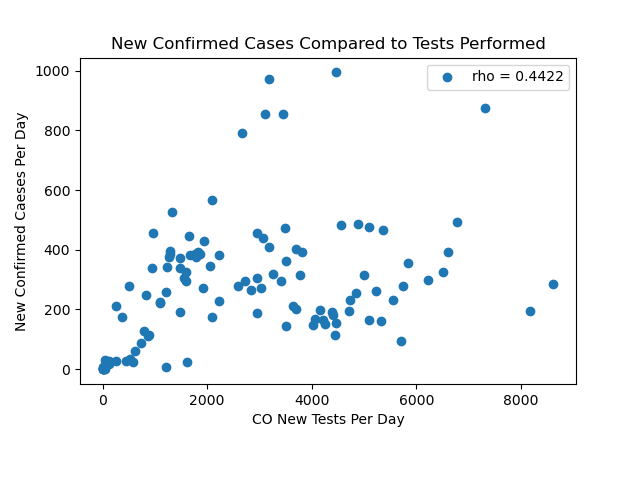 New Confirmed Cases Compared to Tests Performed
rho = 0.4422
New Confirmed Caeses Per Day
1000
800
600
400
200
0
0 2000 4000 6000 8000
CO New Tests Per Day